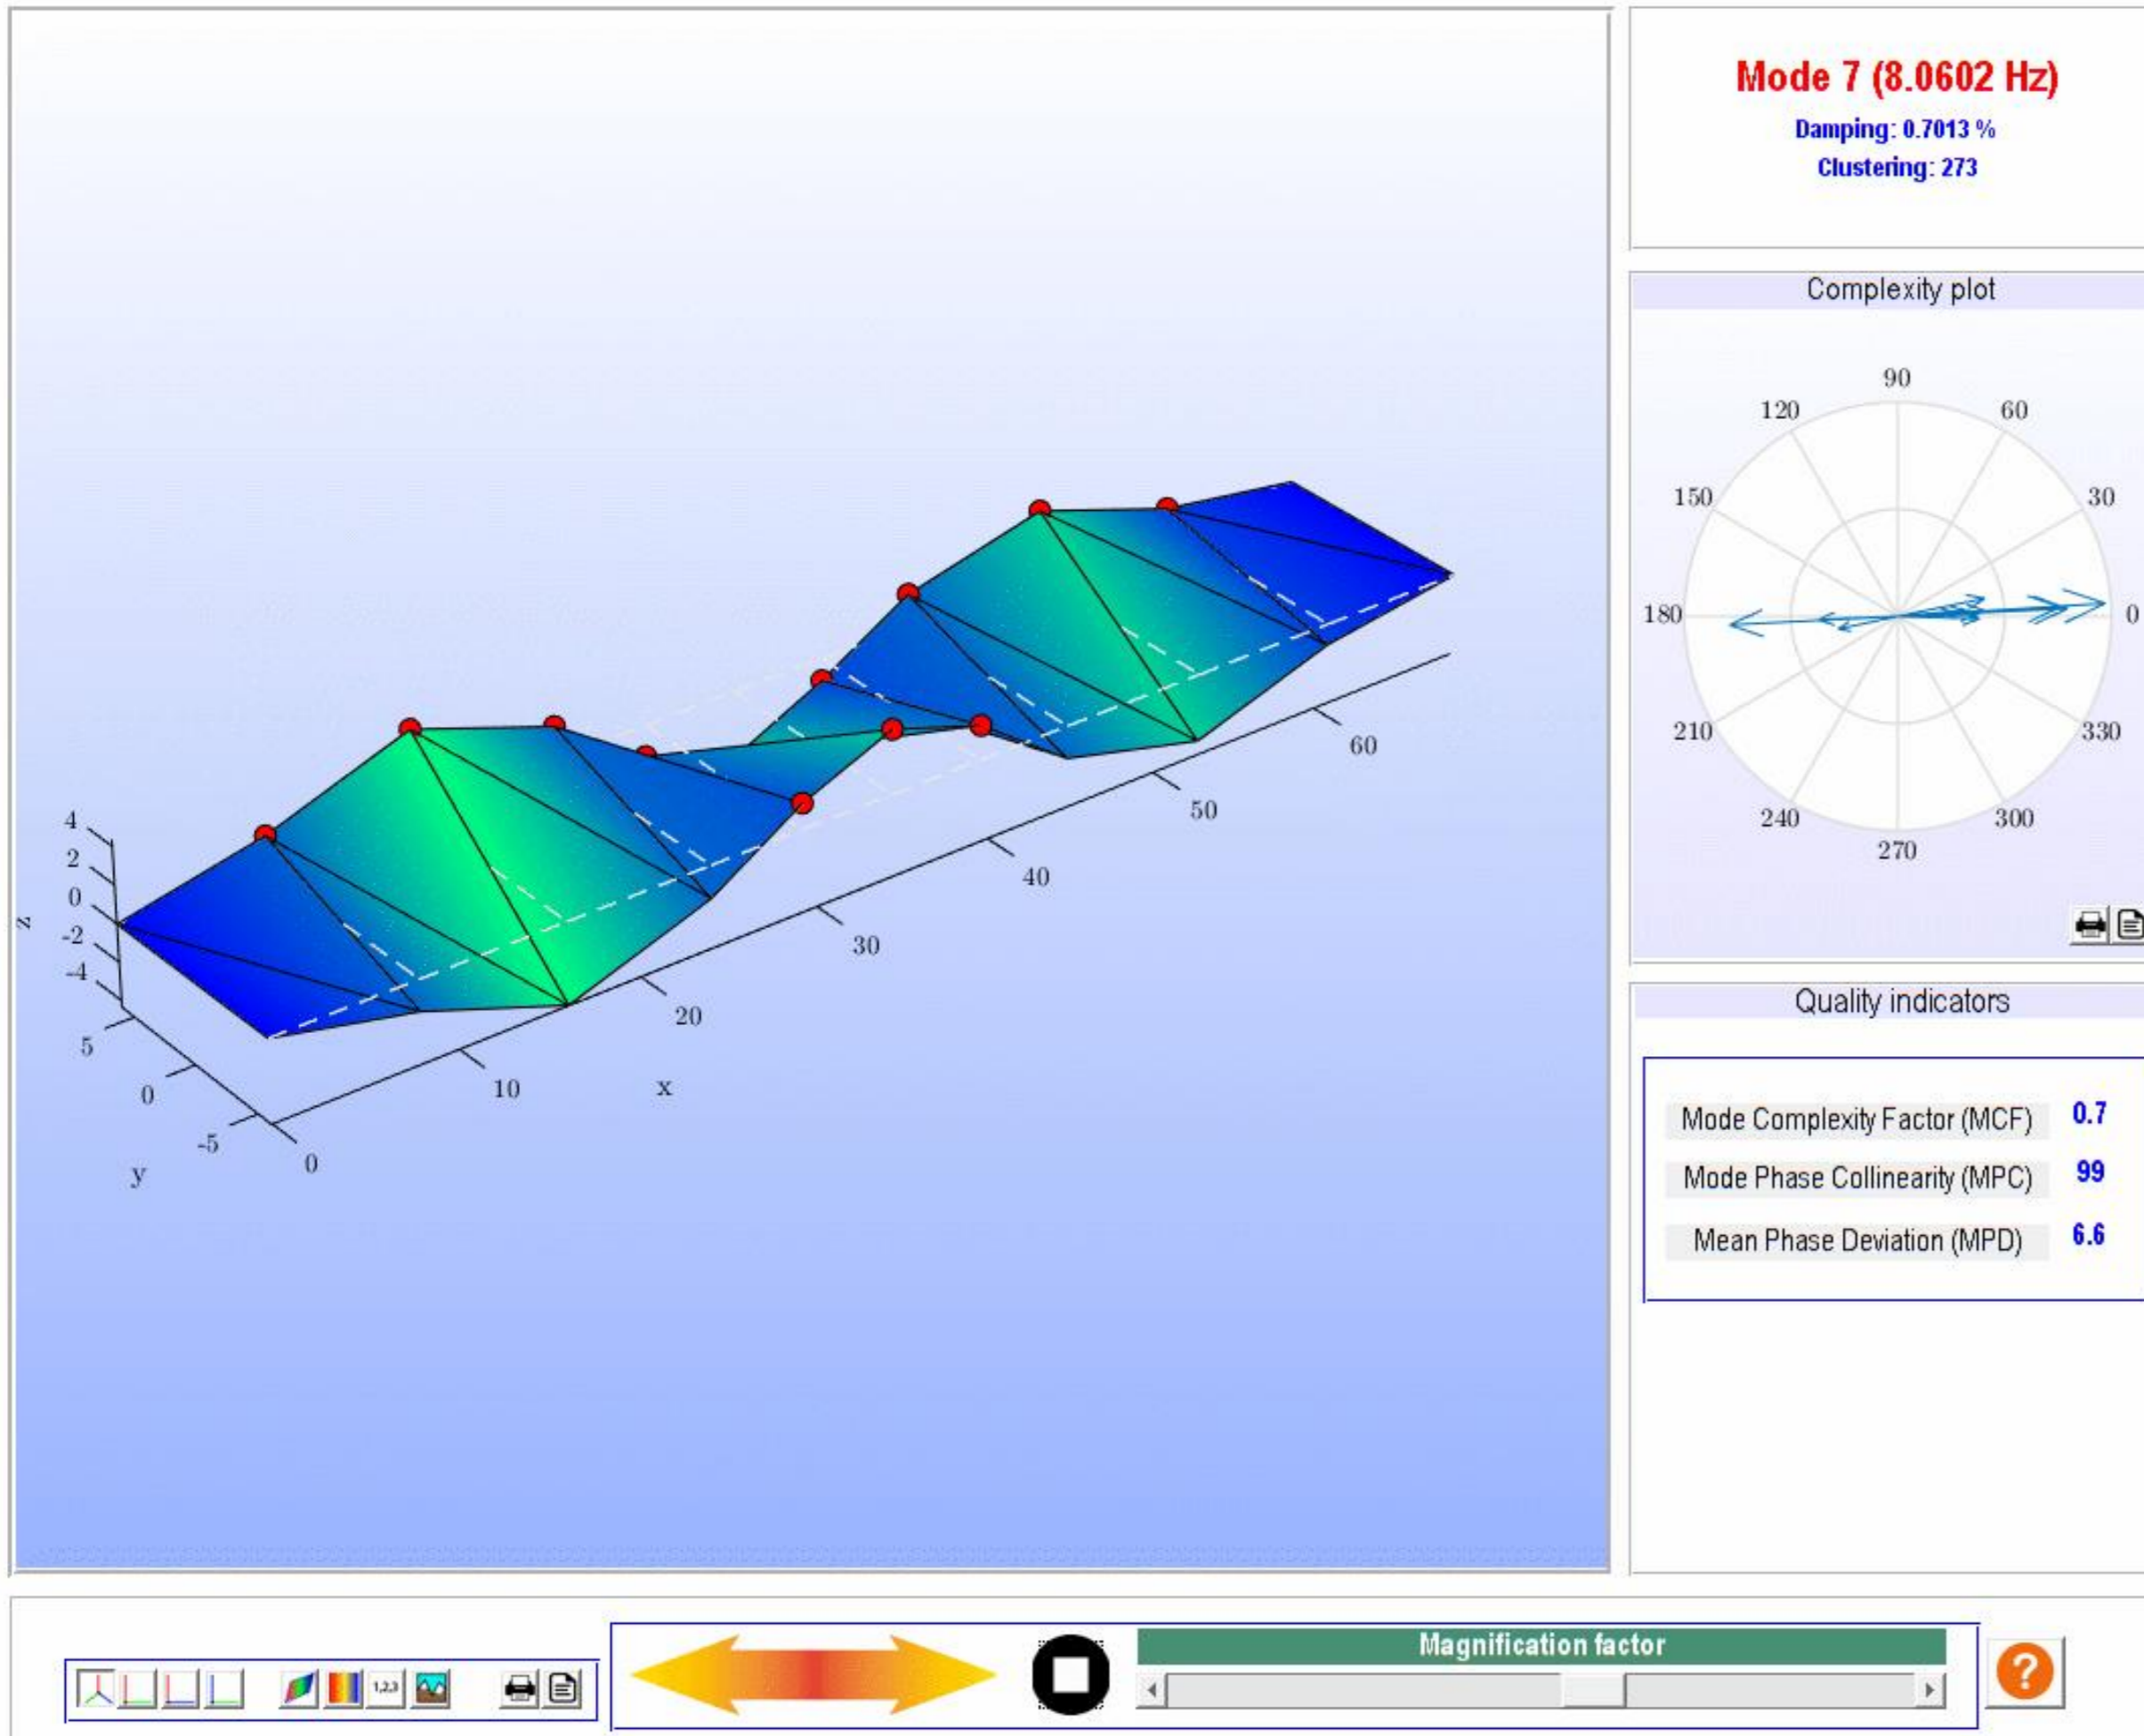 Mode 7 (8.0602 Hz)
Damping: 0.7013 %
Clustering: 273
Complexity plot
90
120
60
150
30
180
0
210
330
240
300
270
4
2
0
-2
-4
z
5
0
-5
y
0
10
20
30
40
50
60
x
Quality indicators
Mode Complexity Factor (MCF) 0.7
Mode Phase Collinearity (MPC) 99
Mean Phase Deviation (MPD) 6.6
1,2,3
Magnification factor
?